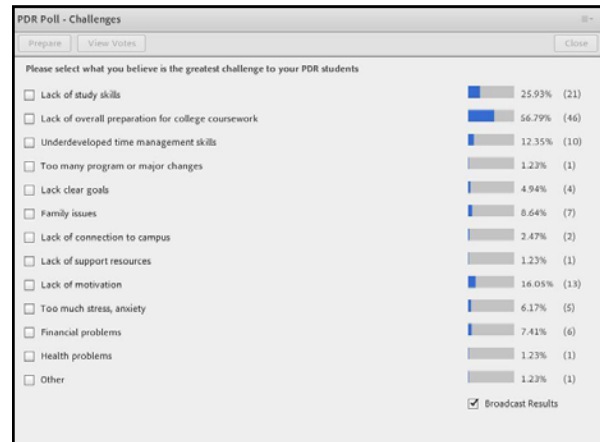 PDR Poll - Challenges
Prepare View Votes Close
Please select what you believe is the greatest challenge to your PDR students
Lack of study skills 25.93% (21)
Lack of overall preparation for college coursework 56.79% (46)
Underdeveloped time management skills 12.35% (10)
Too many program or major changes 1.23% (1)
Lack clear goals 4.94% (4)
Family issues 8.64% (7)
Lack of connection to campus 2.47% (2)
Lack of support resources 1.23% (1)
Lack of motivation 16.05% (13)
Too much stress, anxiety 6.17% (5)
Financial problems 7.41% (6)
Health problems 1.23% (1)
Other 1.23% (1)
Broadcast Results